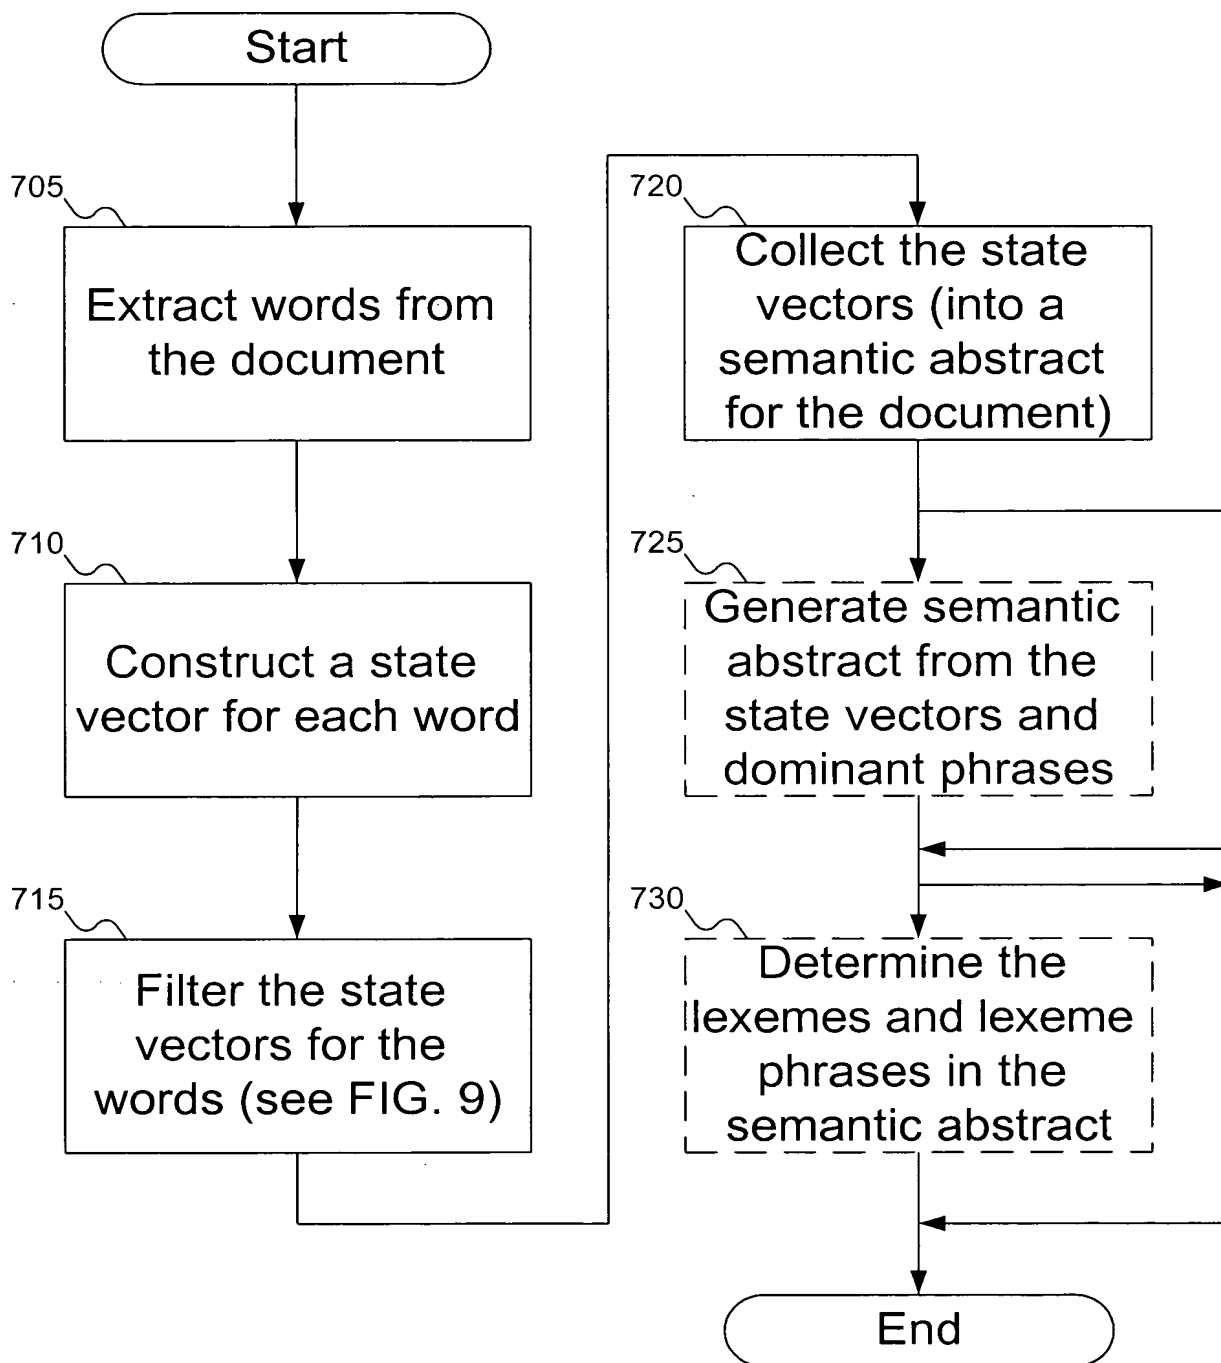 Start
705
Extract words from
the document
710
Construct a state
vector for each word
715
Filter the state
vectors for the
words (see FIG. 9)
720
Collect the state
vectors (into a
semantic abstract
for the document)
725
Generate semantic
abstract from the
state vectors and
dominant phrases
730
Determine the
lexemes and lexeme
phrases in the
semantic abstract
End